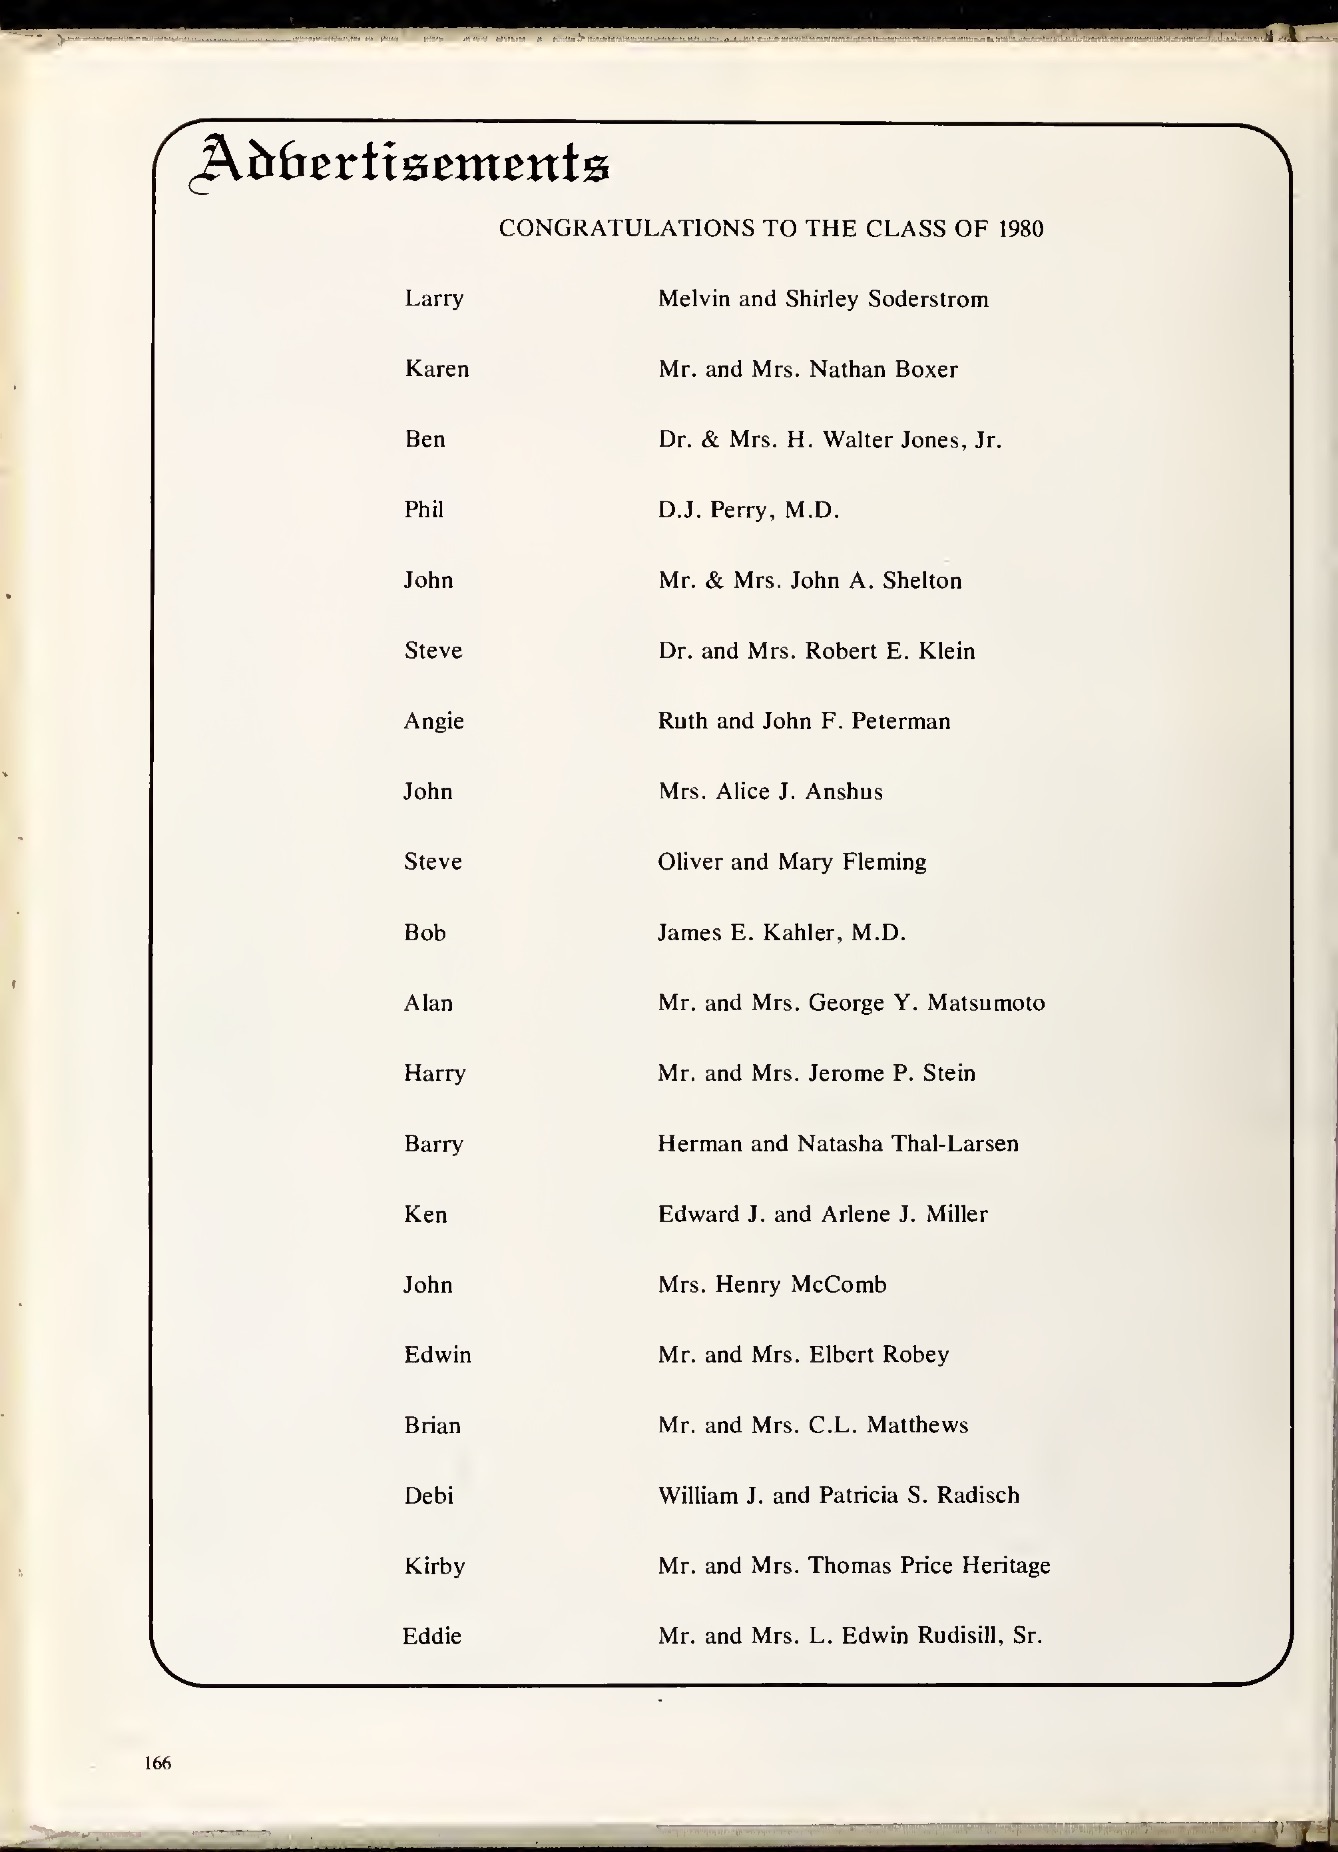 Advertisements
CONGRATULATIONS TO THE CLASS OF 1980
Larry Melvin and Shirley Soderstrom
Karen Mr. and Mrs. Nathan Boxer
Ben Dr. & Mrs. H. Walter Jones, Jr.
Phil D.J. Perry, M.D.
John Mr. & Mrs. John A. Shelton
Steve Dr. and Mrs. Robert E. Klein
Angie Ruth and John F. Peterman
John Mrs. Alice J. Anshus
Steve Oliver and Mary Fleming
Bob James E. Kahler, M.D.
Alan Mr. and Mrs. George Y. Matsumoto
Harry Mr. and Mrs. Jerome P. Stein
Barry Herman and Natasha Thal-Larsen
Ken Edward J. and Arlene J. Miller
John Mrs. Henry McComb
Edwin Mr. and Mrs. Elbert Robey
Brian Mr. and Mrs. C.L. Matthews
Debi William J. and Patricia S. Radisch
Kirby Mr. and Mrs. Thomas Price Heritage
Eddie Mr. and Mrs. L. Edwin Rudisill, Sr.
166